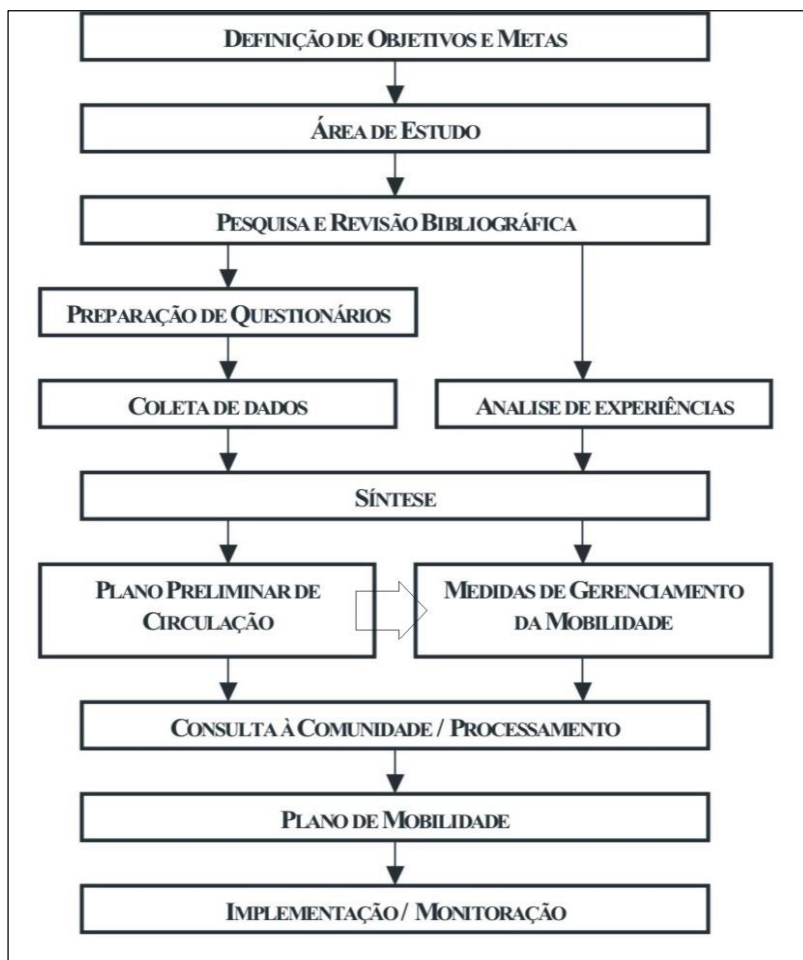 DEFINIÇÃO DE OBJETIVOS E METAS
ÁREA DE ESTUDO
PESQUISA E REVISÃO BIBLIOGRÁFICA
PREPARAÇÃO DE QUESTIONÁRIOS
COLETA DE DADOS
ANALISE DE EXPERIÊNCIAS
SÍNTESE
PLANO PRELIMINAR DE
CIRCULAÇÃO
MEDIDAS DE GERENCIAMENTO
DA MOBILIDADE
CONSULTA À COMUNIDADE / PROCESSAMENTO
PLANO DE MOBILIDADE
IMPLEMENTAÇÃO / MONITORAÇÃO